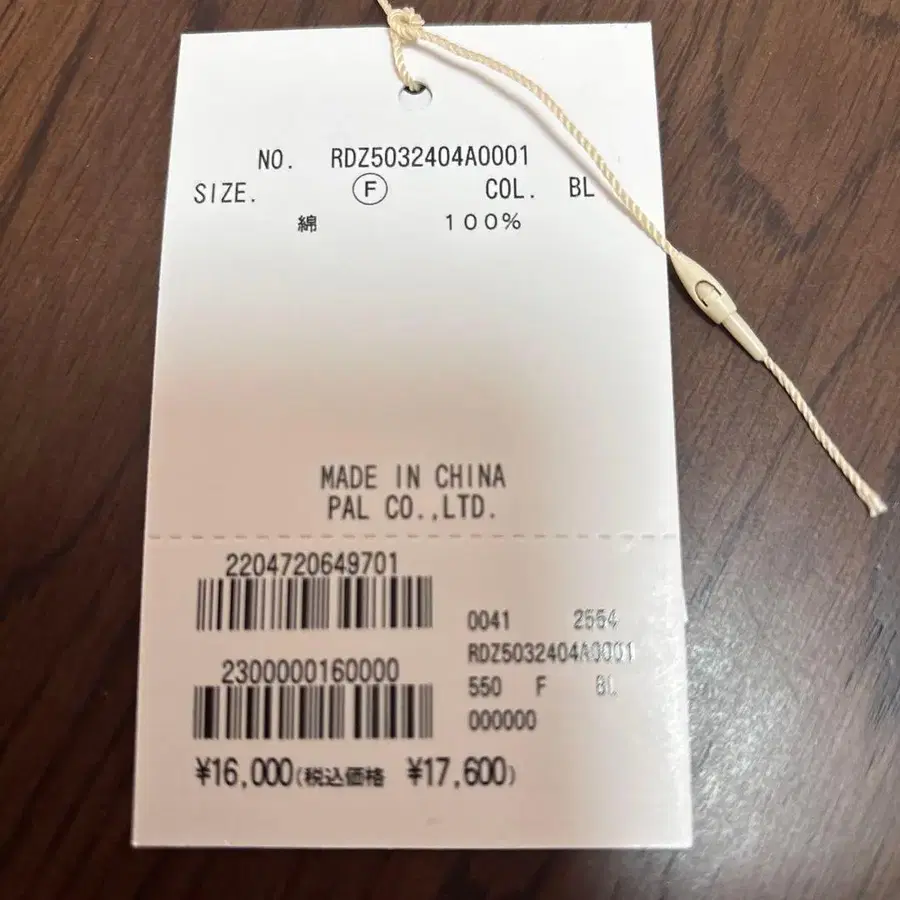 NO. RDZ5032404A0001
SIZE. Ⓕ COL. BL
綿 100%
MADE IN CHINA
PAL CO.,LTD.
2204720649701
0041 2554
RDZ5032404A0001
2300000160000
550 F BL
000000
¥16,000(税込価格 ¥17,600)